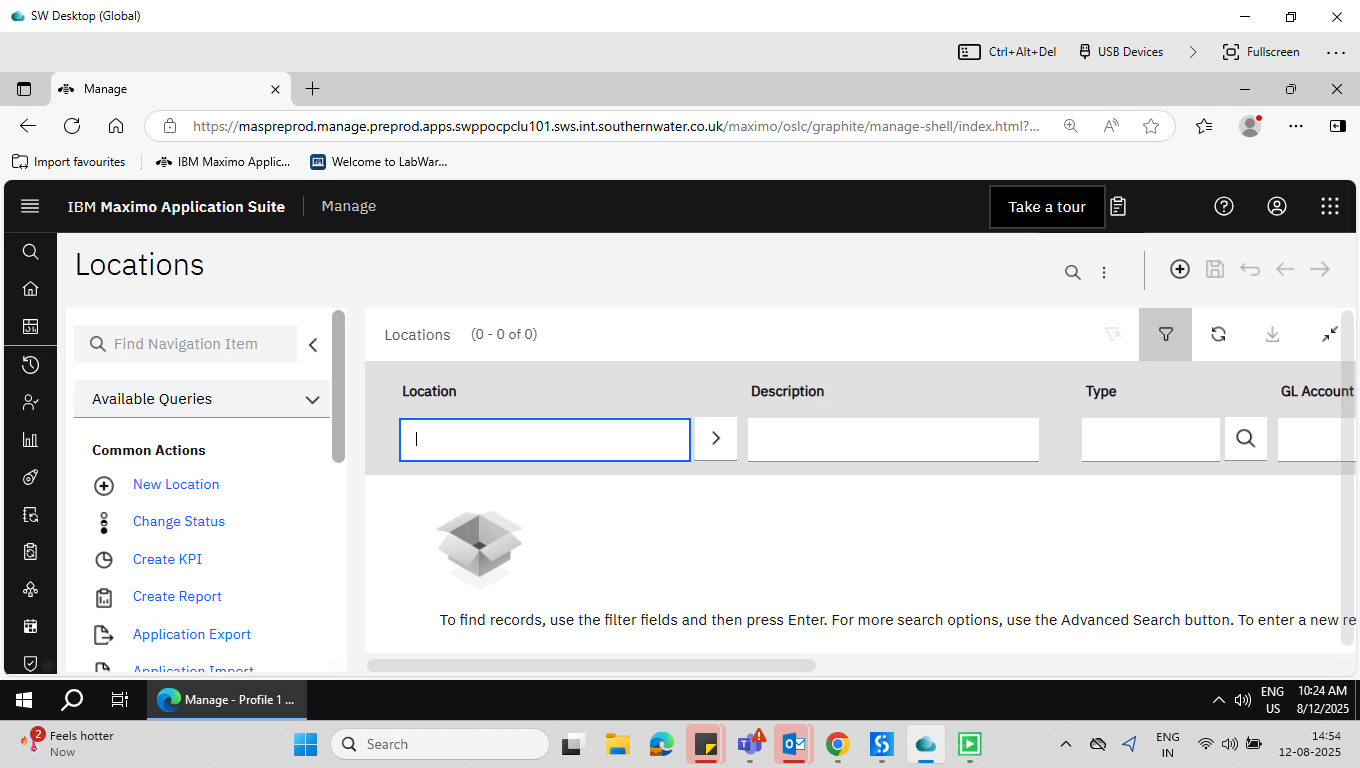 SW Desktop (Global)
Ctrl+Alt+Del
USB Devices
Fullscreen
Manage
https://maspreprod.manage.preprod.apps.swppocpclu101.sws.int.southernwater.co.uk/maximo/oslc/graphite/manage-shell/index.html?...
Import favourites
IBM Maximo Applic...
Welcome to LabWar...
IBM Maximo Application Suite
Manage
Take a tour
Locations
Find Navigation Item
Locations (0 - 0 of 0)
Available Queries
Location
Description
Type
GL Account
Common Actions
New Location
Change Status
Create KPI
Create Report
To find records, use the filter fields and then press Enter. For more search options, use the Advanced Search button. To enter a new re
Application Export
Application Import
Manage - Profile 1 ...
ENG
US
10:24 AM
8/12/2025
2
Feels hotter
Now
Search
ENG
IN
14:54
12-08-2025